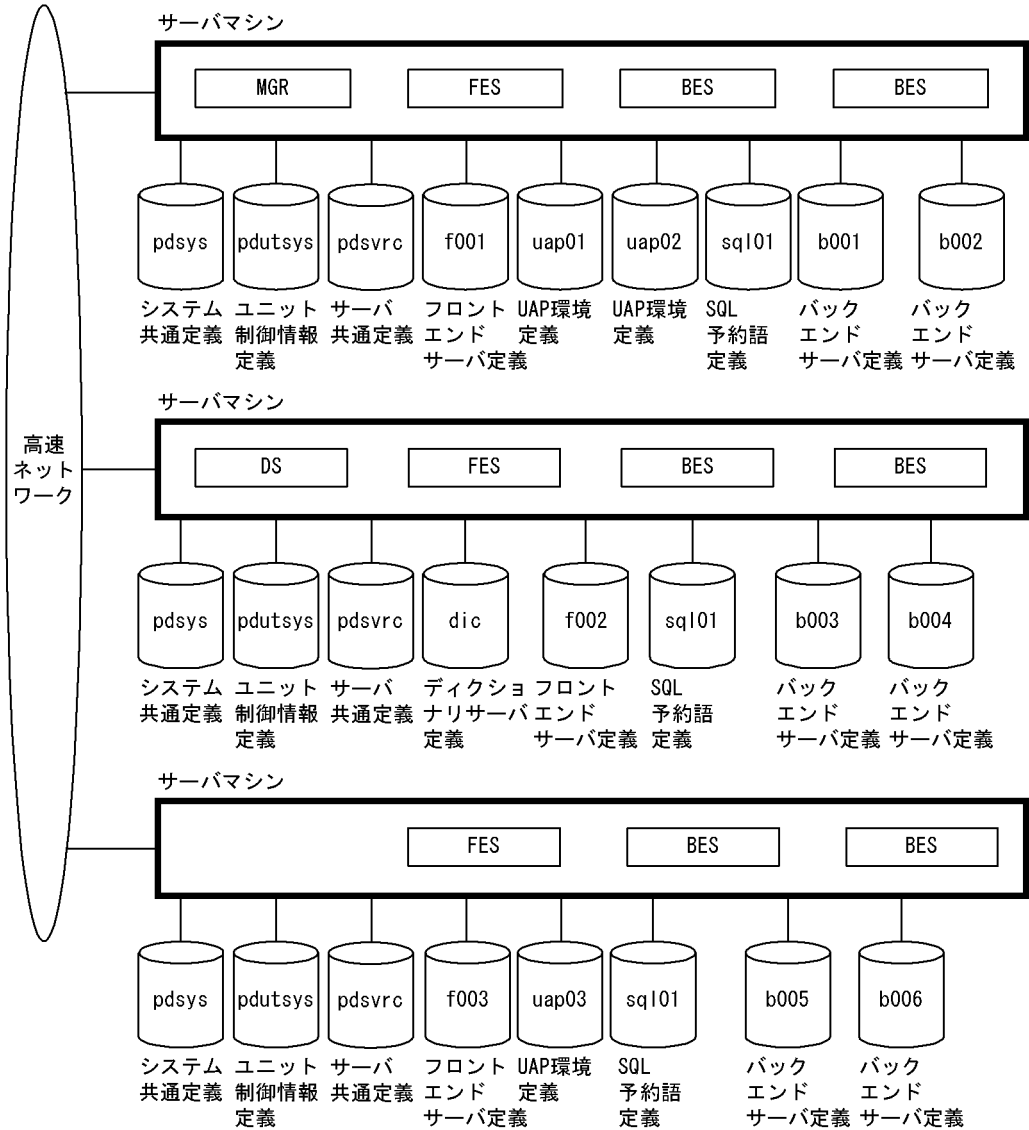 サーバマシン
MGR
FES
BES
BES
pdsys
pdutsys
pdsvrc
f001
uap01
uap02
sql01
b001
b002
システム
共通定義
ユニット
制御情報
定義
サーバ
共通定義
フロント
エンド
サーバ定義
UAP環境
定義
UAP環境
定義
SQL
予約語
定義
バック
エンド
サーバ定義
バック
エンド
サーバ定義
高速
ネット
ワーク
サーバマシン
DS
FES
BES
BES
pdsys
pdutsys
pdsvrc
dic
f002
sql01
b003
b004
システム
共通定義
ユニット
制御情報
定義
サーバ
共通定義
ディクショ
ナリサーバ
定義
フロント
エンド
サーバ定義
SQL
予約語
定義
バック
エンド
サーバ定義
バック
エンド
サーバ定義
サーバマシン
FES
BES
BES
pdsys
pdutsys
pdsvrc
f003
uap03
sql01
b005
b006
システム
共通定義
ユニット
制御情報
定義
サーバ
共通定義
フロント
エンド
サーバ定義
UAP環境
定義
SQL
予約語
定義
バック
エンド
サーバ定義
バック
エンド
サーバ定義